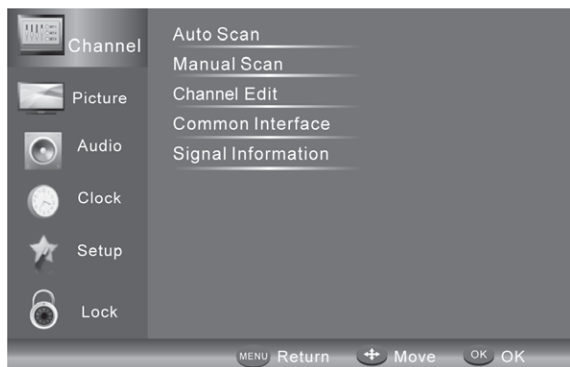 Channel
Picture
Audio
Clock
Setup
Lock
Auto Scan
Manual Scan
Channel Edit
Common Interface
Signal Information
MENU Return Move OK OK